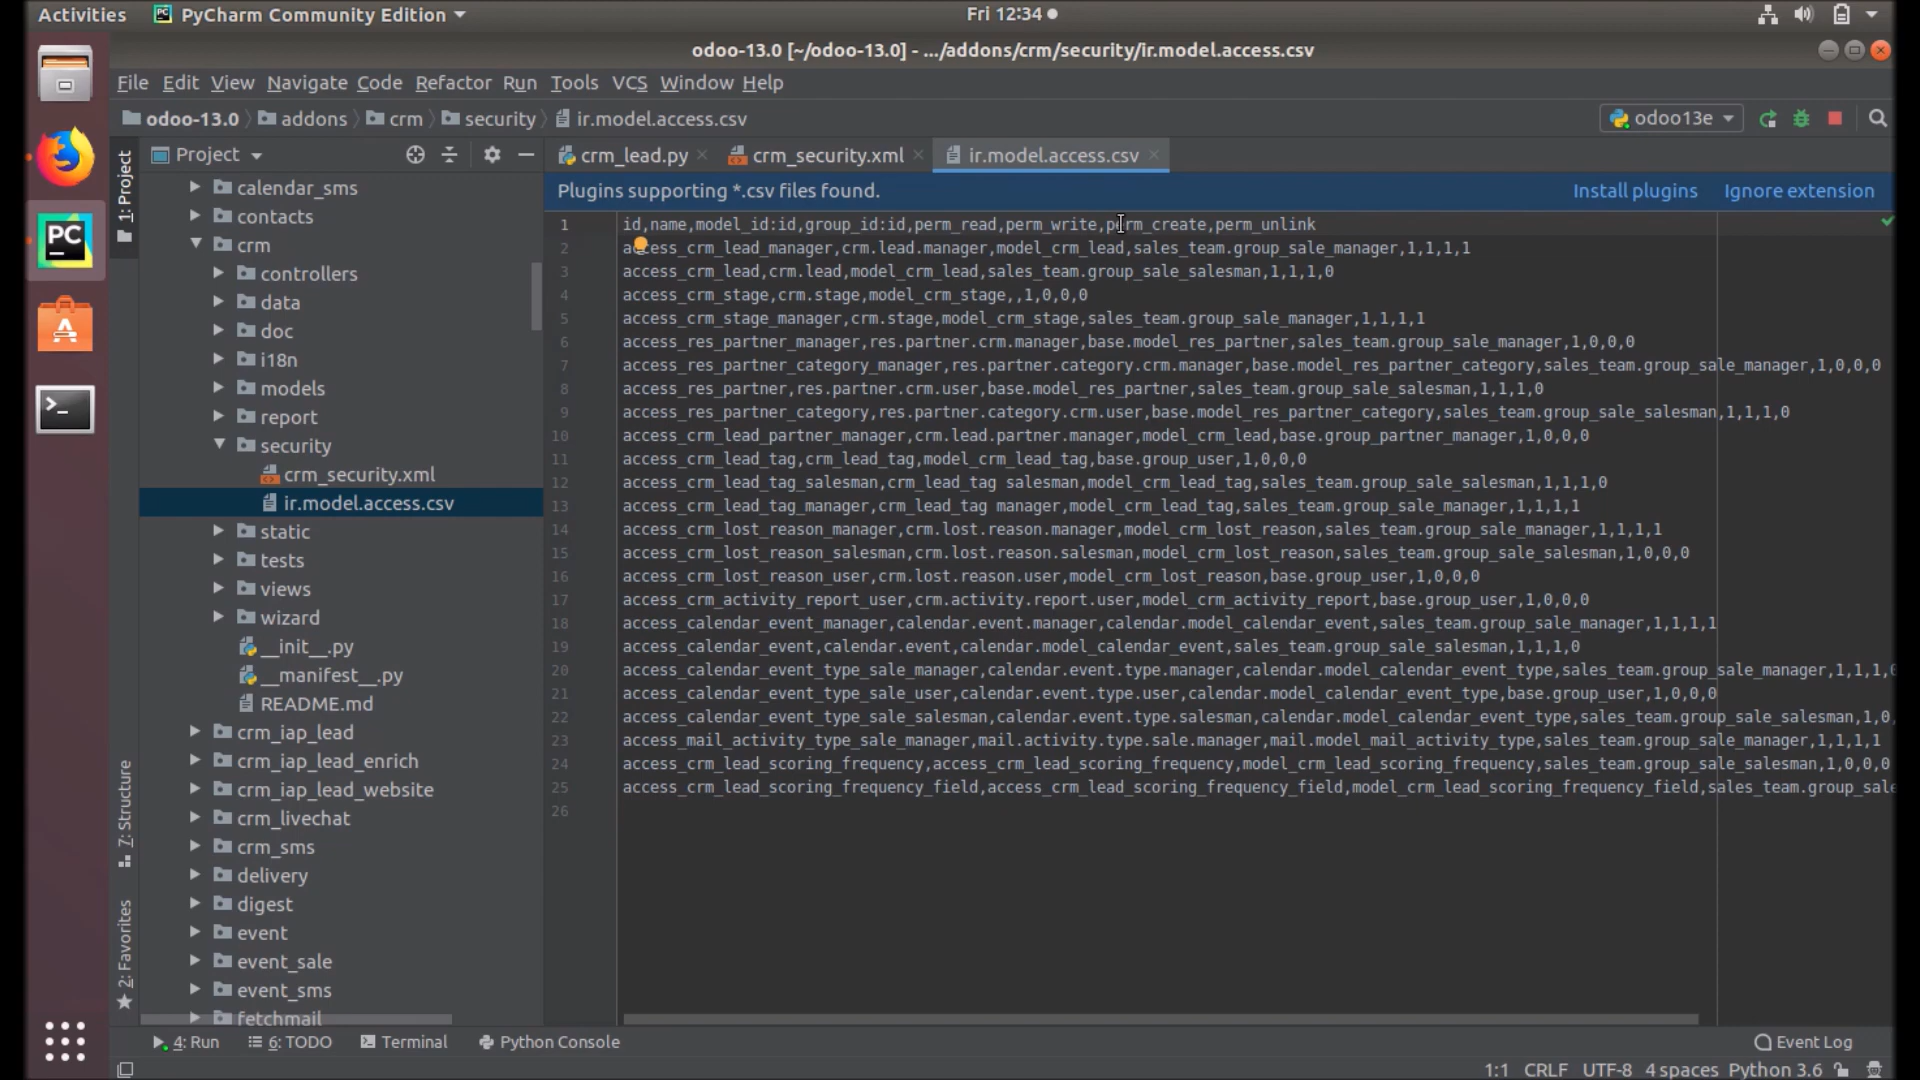 Activities
PyCharm Community Edition
Fri 12:34
odoo-13.0 [~/odoo-13.0] - .../addons/crm/security/ir.model.access.csv
File Edit View Navigate Code Refactor Run Tools VCS Window Help
odoo-13.0 addons crm security ir.model.access.csv
odoo13e
Project
crm_lead.py
crm_security.xml
ir.model.access.csv
Plugins supporting *.csv files found.
Install plugins
Ignore extension
1: Project
7: Structure
2: Favorites
calendar_sms
contacts
crm
controllers
data
doc
i18n
models
report
security
crm_security.xml
ir.model.access.csv
static
tests
views
wizard
__init__.py
__manifest__.py
README.md
crm_iap_lead
crm_iap_lead_enrich
crm_iap_lead_website
crm_livechat
crm_sms
delivery
digest
event
event_sale
event_sms
fetchmail
1 id,name,model_id:id,group_id:id,perm_read,perm_write,perm_create,perm_unlink
2 access_crm_lead_manager,crm.lead.manager,model_crm_lead,sales_team.group_sale_manager,1,1,1,1
3 access_crm_lead,crm.lead,model_crm_lead,sales_team.group_sale_salesman,1,1,1,0
4 access_crm_stage,crm.stage,model_crm_stage,,1,0,0,0
5 access_crm_stage_manager,crm.stage,model_crm_stage,sales_team.group_sale_manager,1,1,1,1
6 access_res_partner_manager,res.partner.crm.manager,base.model_res_partner,sales_team.group_sale_manager,1,0,0,0
7 access_res_partner_category_manager,res.partner.category.crm.manager,base.model_res_partner_category,sales_team.group_sale_manager,1,0,0,0
8 access_res_partner,res.partner.crm.user,base.model_res_partner,sales_team.group_sale_salesman,1,1,1,0
9 access_res_partner_category,res.partner.category.crm.user,base.model_res_partner_category,sales_team.group_sale_salesman,1,1,1,0
10 access_crm_lead_partner_manager,crm.lead.partner.manager,model_crm_lead,base.group_partner_manager,1,0,0,0
11 access_crm_lead_tag,crm_lead_tag,model_crm_lead_tag,base.group_user,1,0,0,0
12 access_crm_lead_tag_salesman,crm_lead_tag salesman,model_crm_lead_tag,sales_team.group_sale_salesman,1,1,1,0
13 access_crm_lead_tag_manager,crm_lead_tag manager,model_crm_lead_tag,sales_team.group_sale_manager,1,1,1,1
14 access_crm_lost_reason_manager,crm.lost.reason.manager,model_crm_lost_reason,sales_team.group_sale_manager,1,1,1,1
15 access_crm_lost_reason_salesman,crm.lost.reason.salesman,model_crm_lost_reason,sales_team.group_sale_salesman,1,0,0,0
16 access_crm_lost_reason_user,crm.lost.reason.user,model_crm_lost_reason,base.group_user,1,0,0,0
17 access_crm_activity_report_user,crm.activity.report.user,model_crm_activity_report,base.group_user,1,0,0,0
18 access_calendar_event_manager,calendar.event.manager,calendar.model_calendar_event,sales_team.group_sale_manager,1,1,1,1
19 access_calendar_event,calendar.event,calendar.model_calendar_event,sales_team.group_sale_salesman,1,1,1,0
20 access_calendar_event_type_sale_manager,calendar.event.type.manager,calendar.model_calendar_event_type,sales_team.group_sale_manager,1,1,1,0
21 access_calendar_event_type_sale_user,calendar.event.type.user,calendar.model_calendar_event_type,base.group_user,1,0,0,0
22 access_calendar_event_type_sale_salesman,calendar.event.type.salesman,calendar.model_calendar_event_type,sales_team.group_sale_salesman,1,0,
23 access_mail_activity_type_sale_manager,mail.activity.type.sale.manager,mail.model_mail_activity_type,sales_team.group_sale_manager,1,1,1,1
24 access_crm_lead_scoring_frequency,access_crm_lead_scoring_frequency,model_crm_lead_scoring_frequency,sales_team.group_sale_salesman,1,0,0,0
25 access_crm_lead_scoring_frequency_field,access_crm_lead_scoring_frequency_field,model_crm_lead_scoring_frequency_field,sales_team.group_sale
26
4: Run 6: TODO Terminal Python Console
Event Log
1:1 CRLF UTF-8 4 spaces Python 3.6